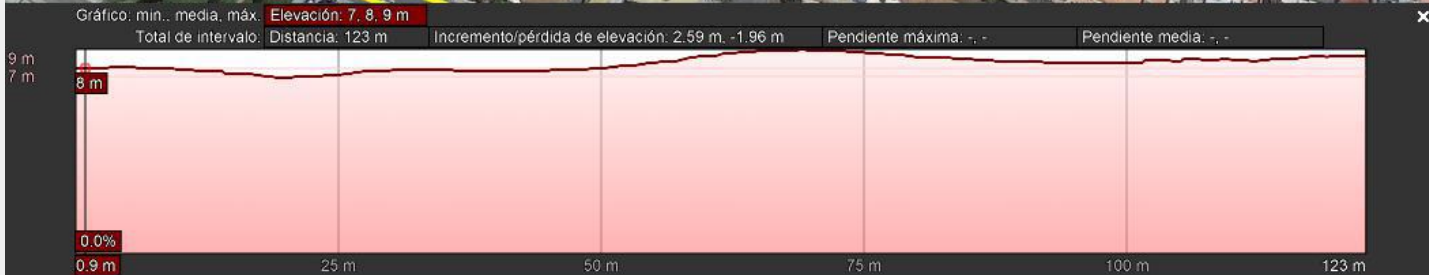 Gráfico: min., media, máx. Elevación: 7, 8, 9 m
Total de intervalo: Distancia: 123 m Incremento/pérdida de elevación: 2.59 m, -1.96 m Pendiente máxima: -, - Pendiente media: -, -
9 m
7 m
8 m
0.0%
0.9 m 25 m 50 m 75 m 100 m 123 m